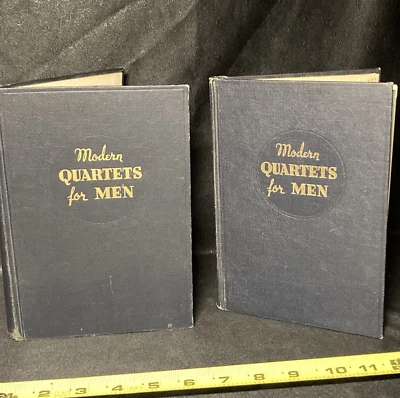 Modern
QUARTETS
for MEN
Modern
QUARTETS
for MEN
1 2 3 4 5 6 7 8 9 10 11